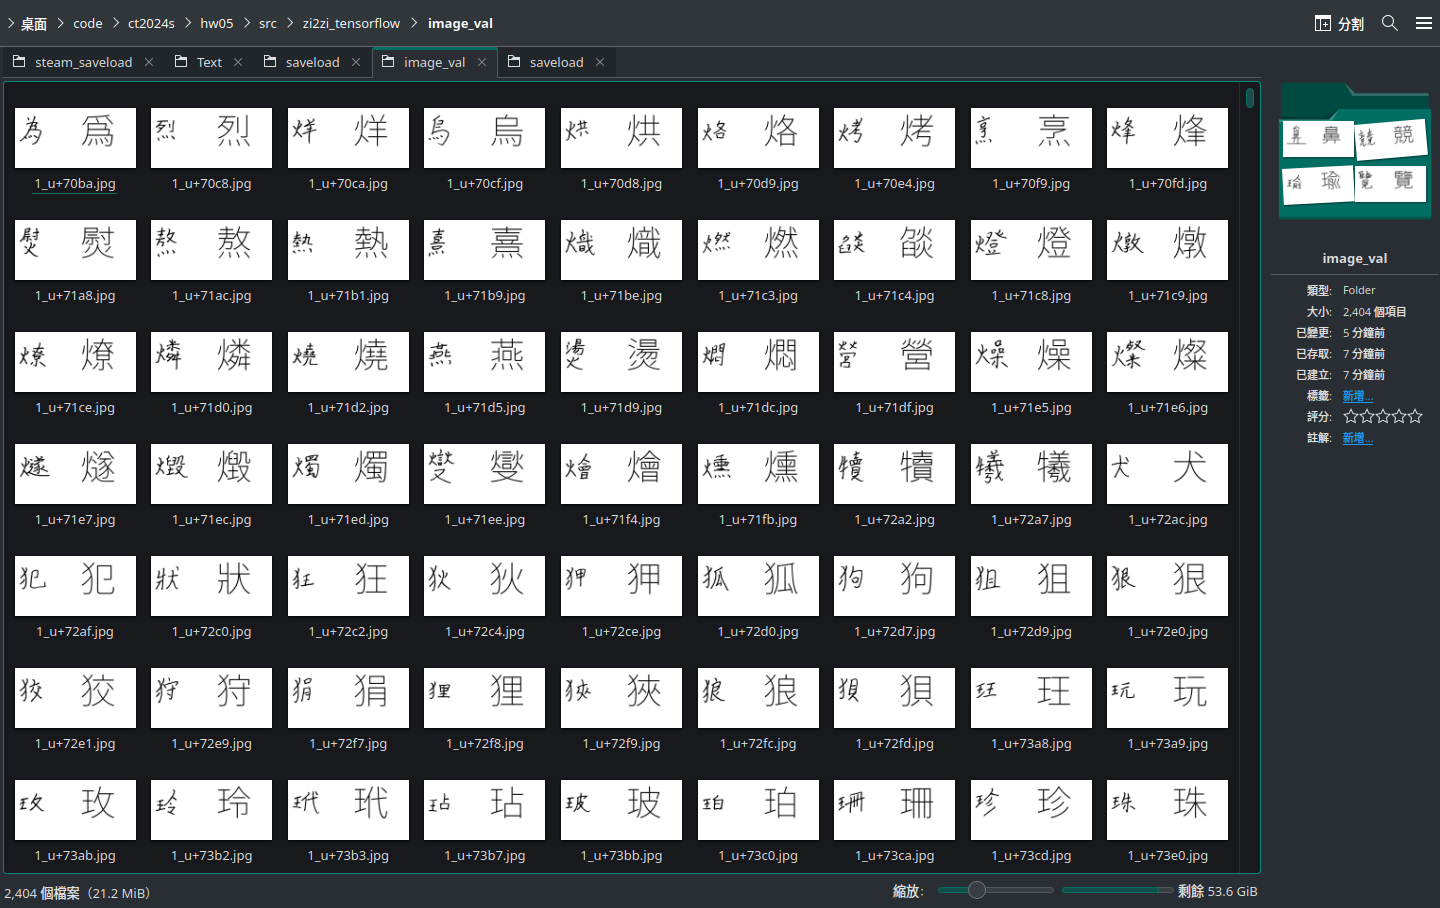 桌面 code ct2024s hw05 src zi2zi_tensorflow image_val 分割
steam_saveload Text saveload image_val saveload
為 爲 烈 烈 烊 烊 烏 烏 烘 烘 烙 烙 烤 烤 烹 烹 烽 烽
1_u+70ba.jpg 1_u+70c8.jpg 1_u+70ca.jpg 1_u+70cf.jpg 1_u+70d8.jpg 1_u+70d9.jpg 1_u+70e4.jpg 1_u+70f9.jpg 1_u+70fd.jpg
熨 熨 熬 熬 熱 熱 熹 熹 熾 熾 燃 燃 燄 燄 燈 燈 燉 燉
1_u+71a8.jpg 1_u+71ac.jpg 1_u+71b1.jpg 1_u+71b9.jpg 1_u+71be.jpg 1_u+71c3.jpg 1_u+71c4.jpg 1_u+71c8.jpg 1_u+71c9.jpg
燎 燎 燐 燐 燒 燒 燕 燕 燙 燙 燜 燜 營 營 燥 燥 燦 燦
1_u+71ce.jpg 1_u+71d0.jpg 1_u+71d2.jpg 1_u+71d5.jpg 1_u+71d9.jpg 1_u+71dc.jpg 1_u+71df.jpg 1_u+71e5.jpg 1_u+71e6.jpg
燧 燧 燬 燬 燭 燭 燮 燮 燴 燴 燻 燻 犢 犢 犧 犧 犬 犬
1_u+71e7.jpg 1_u+71ec.jpg 1_u+71ed.jpg 1_u+71ee.jpg 1_u+71f4.jpg 1_u+71fb.jpg 1_u+72a2.jpg 1_u+72a7.jpg 1_u+72ac.jpg
犯 犯 狀 狀 狂 狂 狄 狄 狎 狎 狐 狐 狗 狗 狙 狙 狠 狠
1_u+72af.jpg 1_u+72c0.jpg 1_u+72c2.jpg 1_u+72c4.jpg 1_u+72ce.jpg 1_u+72d0.jpg 1_u+72d7.jpg 1_u+72d9.jpg 1_u+72e0.jpg
狡 狡 狩 狩 狷 狷 狸 狸 狹 狹 狼 狼 狽 狽 玨 玨 玩 玩
1_u+72e1.jpg 1_u+72e9.jpg 1_u+72f7.jpg 1_u+72f8.jpg 1_u+72f9.jpg 1_u+72fc.jpg 1_u+72fd.jpg 1_u+73a8.jpg 1_u+73a9.jpg
玫 玫 玲 玲 玳 玳 玷 玷 玻 玻 珀 珀 珊 珊 珍 珍 珠 珠
1_u+73ab.jpg 1_u+73b2.jpg 1_u+73b3.jpg 1_u+73b7.jpg 1_u+73bb.jpg 1_u+73c0.jpg 1_u+73ca.jpg 1_u+73cd.jpg 1_u+73e0.jpg
2,404 個檔案（21.2 MiB） 縮放： 剩餘 53.6 GiB
鼻 鼻 競 競
瑜 瑜 覽 覽
image_val
類型: Folder
大小: 2,404 個項目
已變更: 5 分鐘前
已存取: 7 分鐘前
已建立: 7 分鐘前
標籤: 新增...
評分:
註解: 新增...